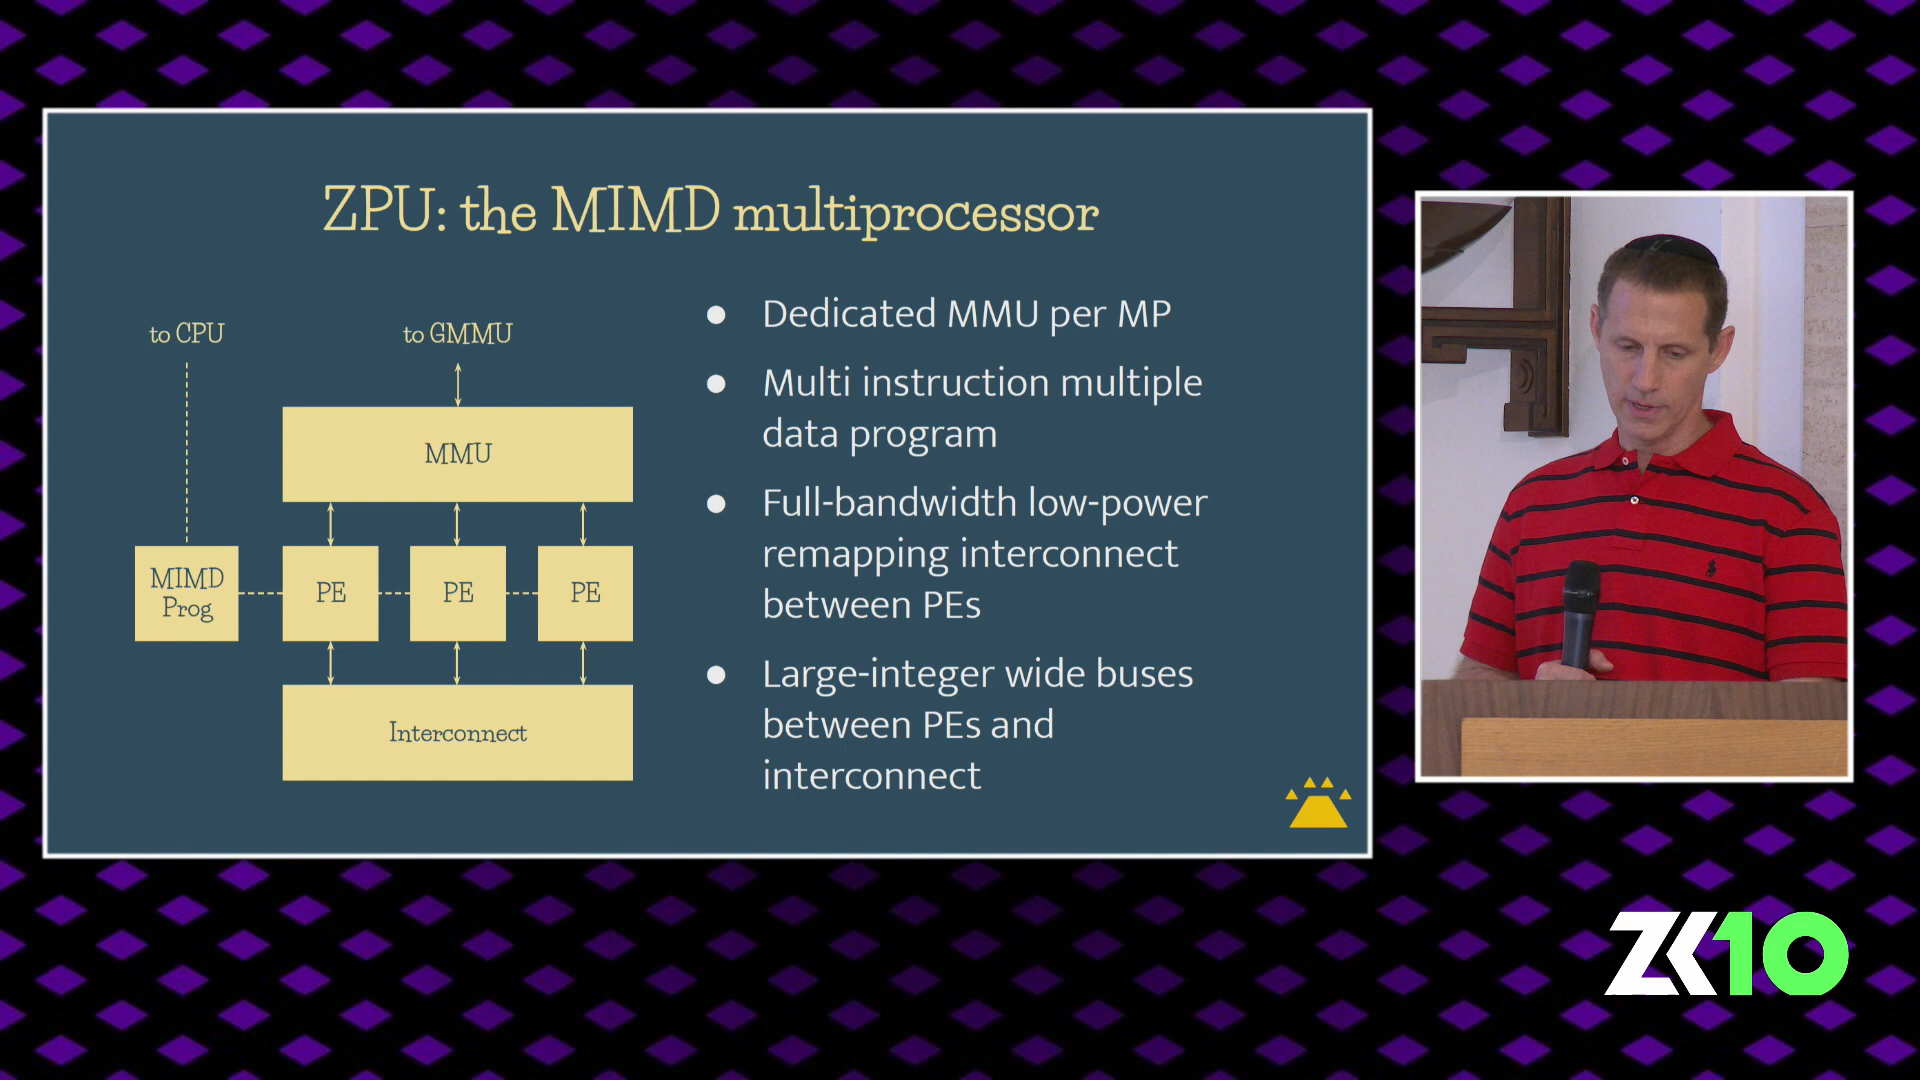 ZPU: the MIMD multiprocessor
to CPU
to GMMU
MMU
MIMD
Prog
PE
PE
PE
Interconnect
● Dedicated MMU per MP
● Multi instruction multiple
data program
● Full-bandwidth low-power
remapping interconnect
between PEs
● Large-integer wide buses
between PEs and
interconnect
ZK10